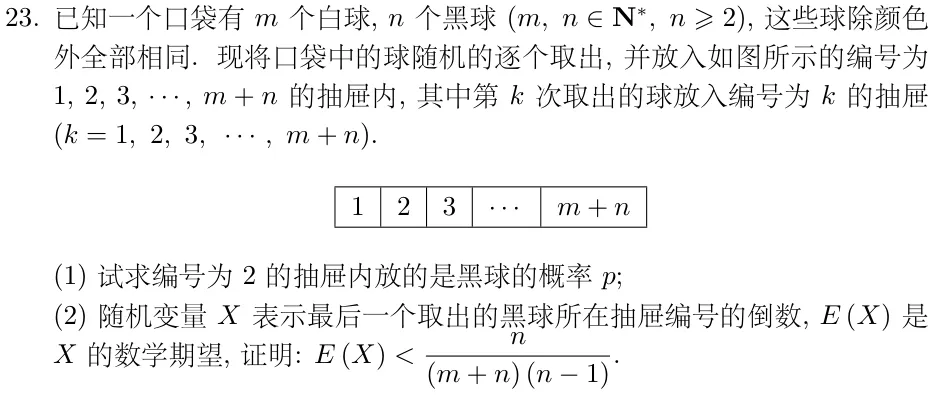 23. 已知一个口袋有 m 个白球, n 个黑球 (m, n ∈ N*, n ⩾ 2), 这些球除颜色
外全部相同. 现将口袋中的球随机的逐个取出, 并放入如图所示的编号为
1, 2, 3, ⋯, m + n 的抽屉内, 其中第 k 次取出的球放入编号为 k 的抽屉
(k = 1, 2, 3, ⋯, m + n).
1 2 3 ⋯ m + n
(1) 试求编号为 2 的抽屉内放的是黑球的概率 p;
(2) 随机变量 X 表示最后一个取出的黑球所在抽屉编号的倒数, E (X) 是
X 的数学期望, 证明: E (X) < n / (m + n) (n − 1).